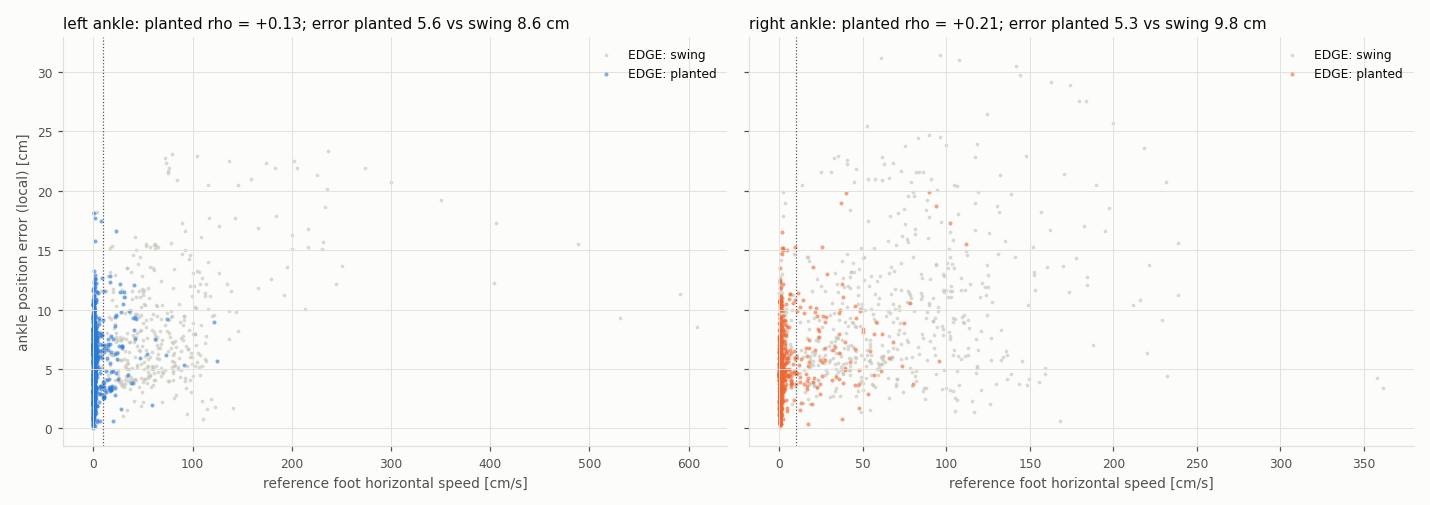 left ankle: planted rho = +0.13; error planted 5.6 vs swing 8.6 cm
EDGE: swing
EDGE: planted
ankle position error (local) [cm]
30
25
20
15
10
5
0
0 100 200 300 400 500 600
reference foot horizontal speed [cm/s]
right ankle: planted rho = +0.21; error planted 5.3 vs swing 9.8 cm
EDGE: swing
EDGE: planted
0 50 100 150 200 250 300 350
reference foot horizontal speed [cm/s]